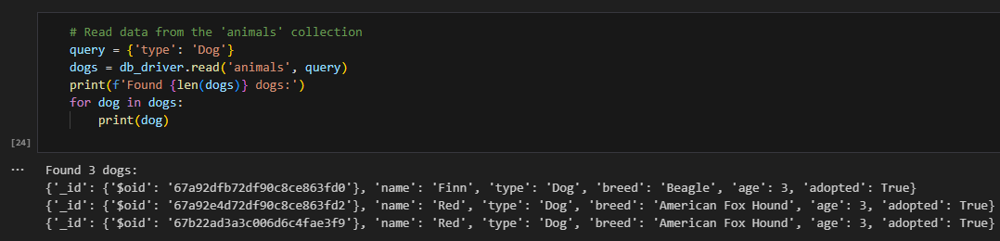 # Read data from the 'animals' collection
query = {'type': 'Dog'}
dogs = db_driver.read('animals', query)
print(f'Found {len(dogs)} dogs:')
for dog in dogs:
    print(dog)
[24]
... Found 3 dogs:
{'_id': {'$oid': '67a92dfb72df90c8ce863fd0'}, 'name': 'Finn', 'type': 'Dog', 'breed': 'Beagle', 'age': 3, 'adopted': True}
{'_id': {'$oid': '67a92e4d72df90c8ce863fd2'}, 'name': 'Red', 'type': 'Dog', 'breed': 'American Fox Hound', 'age': 3, 'adopted': True}
{'_id': {'$oid': '67b22ad3a3c006d6c4fae3f9'}, 'name': 'Red', 'type': 'Dog', 'breed': 'American Fox Hound', 'age': 3, 'adopted': True}